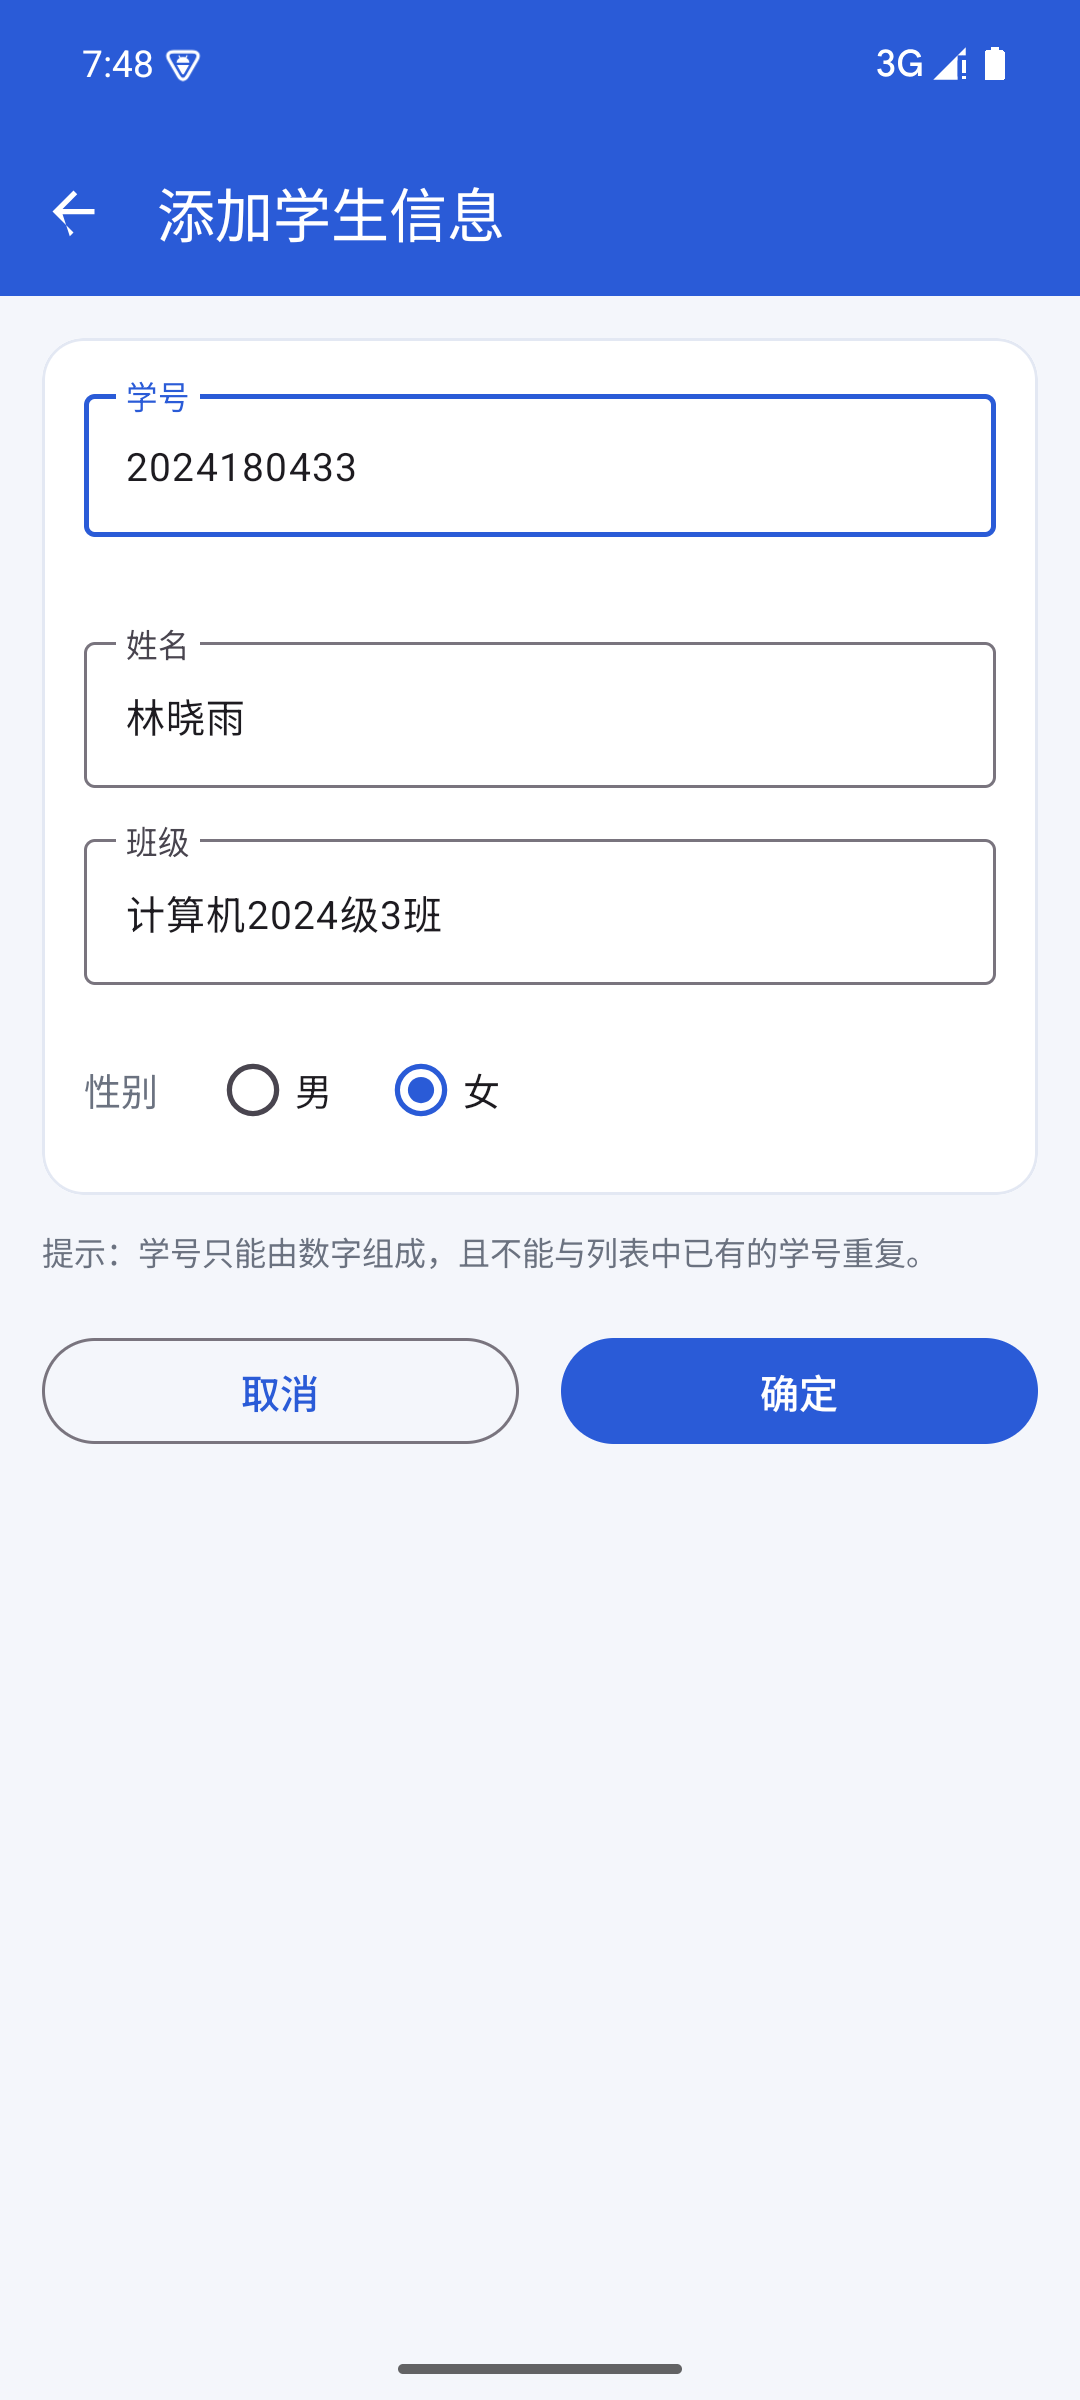 7:48
3G
添加学生信息
学号
2024180433
姓名
林晓雨
班级
计算机2024级3班
性别 男 女
提示：学号只能由数字组成，且不能与列表中已有的学号重复。
取消 确定